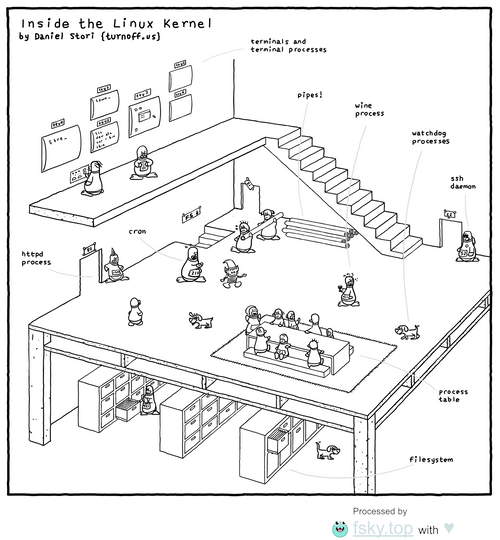 Inside the Linux Kernel
by Daniel Stori {turnoff.us}
terminals and
terminal processes
pipes!
wine
process
watchdog
processes
ssh
daemon
cron
httpd
process
process
table
filesystem
Processed by
fsky.top with ♥